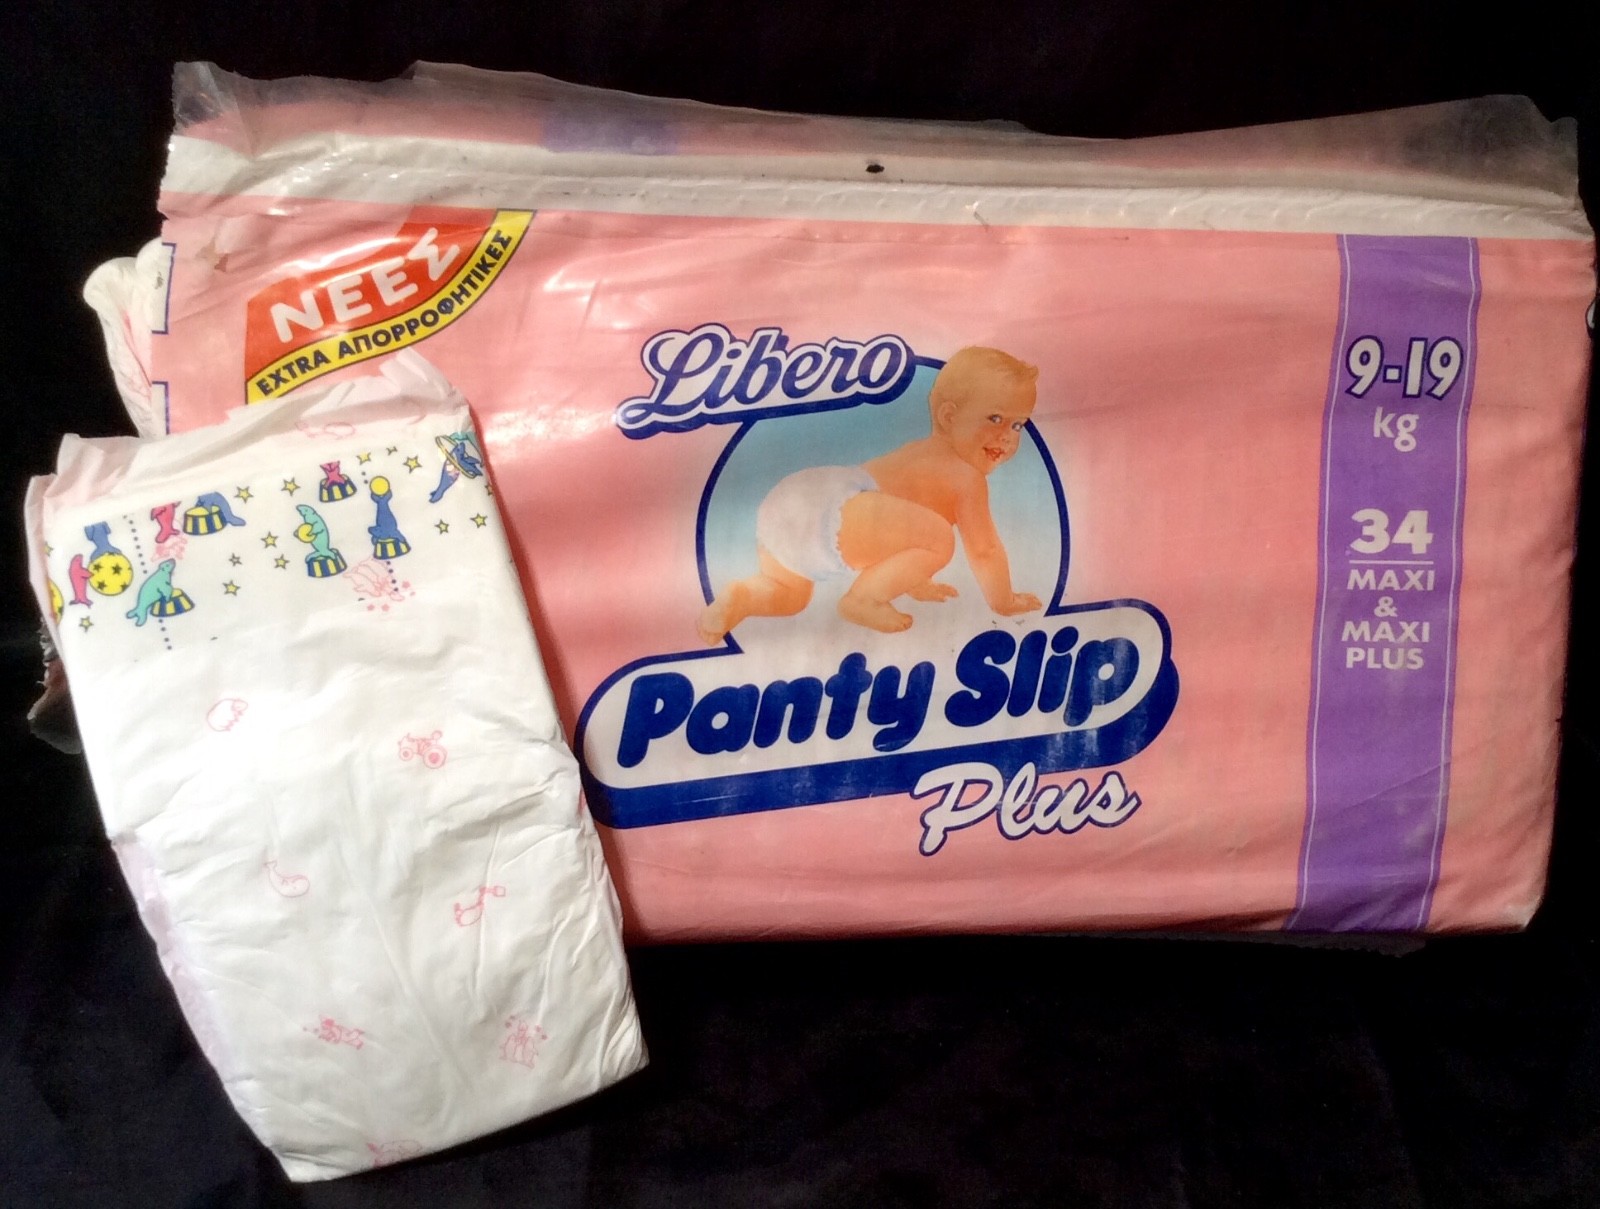 ΝΕΕΣ
EXTRA ΑΠΟΡΡΟΦΗΤΙΚΕΣ
Libero
Panty Slip
Plus
9-19
kg
34
MAXI
&
MAXI
PLUS